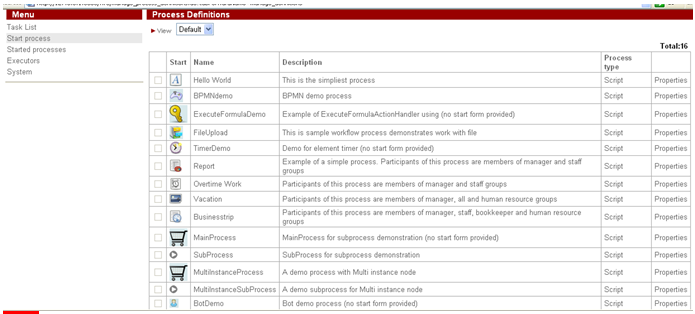 Menu
Process Definitions
Task List
Start process
Started processes
Executors
System
View Default
Total:16
Start Name Description Process type Properties
Hello World This is the simpliest process Script Properties
BPMNdemo BPMN demo process Script Properties
ExecuteFormulaDemo Example of ExecuteFormulaActionHandler using (no start form provided) Script Properties
FileUpload This is sample workflow process demonstrates work with file Script Properties
TimerDemo Demo for element timer (no start form provided) Script Properties
Report Example of a simple process. Participants of this process are members of manager and staff groups Script Properties
Overtime Work Participants of this process are members of manager and staff groups Script Properties
Vacation Participants of this process are members of manager, all and human resource groups Script Properties
Businesstrip Participants of this process are members of manager, staff, bookkeeper and human resource groups Script Properties
MainProcess MainProcess for subprocess demonstration (no start form provided) Script Properties
SubProcess SubProcess for subprocess demonstration Script Properties
MultiInstanceProcess A demo process with Multi instance node Script Properties
MultiInstanceSubProcess A demo subprocess for Multi instance node Script Properties
BotDemo Bot demo process (no start form provided) Script Properties